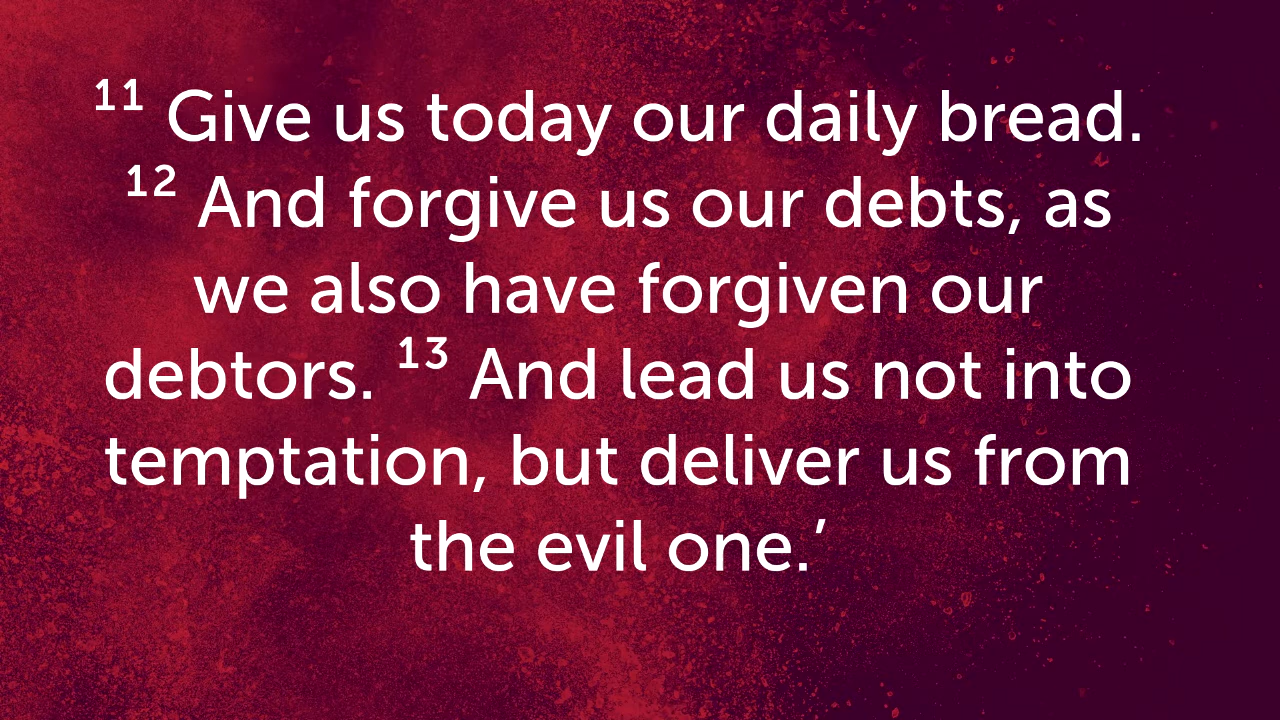 ¹¹ Give us today our daily bread.
¹² And forgive us our debts, as
we also have forgiven our
debtors. ¹³ And lead us not into
temptation, but deliver us from
the evil one.’